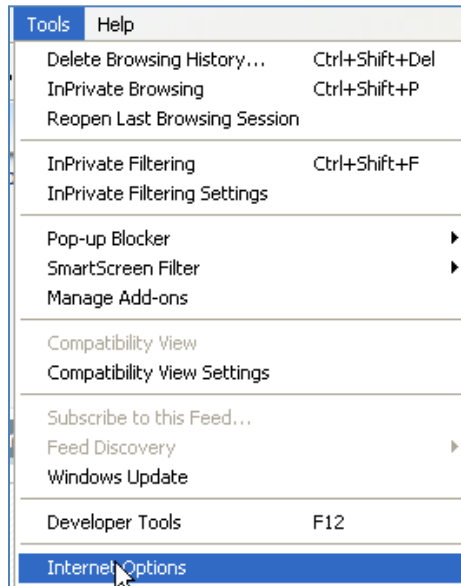 Tools Help
Delete Browsing History... Ctrl+Shift+Del
InPrivate Browsing Ctrl+Shift+P
Reopen Last Browsing Session
InPrivate Filtering Ctrl+Shift+F
InPrivate Filtering Settings
Pop-up Blocker
SmartScreen Filter
Manage Add-ons
Compatibility View
Compatibility View Settings
Subscribe to this Feed...
Feed Discovery
Windows Update
Developer Tools F12
Internet Options